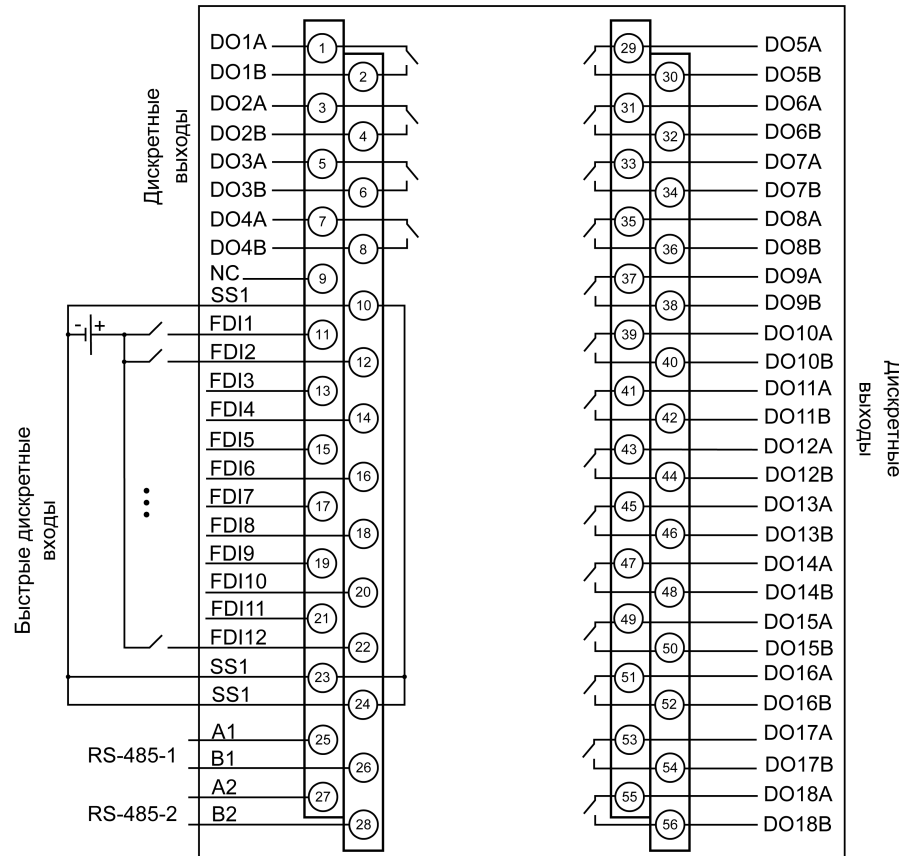 Дискретные
выходы
DO1A 1
DO1B 2
DO2A 3
DO2B 4
DO3A 5
DO3B 6
DO4A 7
DO4B 8
NC 9
SS1 10
- +
FDI1 11
FDI2 12
FDI3 13
FDI4 14
FDI5 15
FDI6 16
FDI7 17
FDI8 18
FDI9 19
FDI10 20
FDI11 21
FDI12 22
SS1 23
SS1 24
Быстрые дискретные
входы
RS-485-1
A1 25
B1 26
RS-485-2
A2 27
B2 28
29 DO5A
30 DO5B
31 DO6A
32 DO6B
33 DO7A
34 DO7B
35 DO8A
36 DO8B
37 DO9A
38 DO9B
39 DO10A
40 DO10B
41 DO11A
42 DO11B
43 DO12A
44 DO12B
45 DO13A
46 DO13B
47 DO14A
48 DO14B
49 DO15A
50 DO15B
51 DO16A
52 DO16B
53 DO17A
54 DO17B
55 DO18A
56 DO18B
Дискретные
выходы